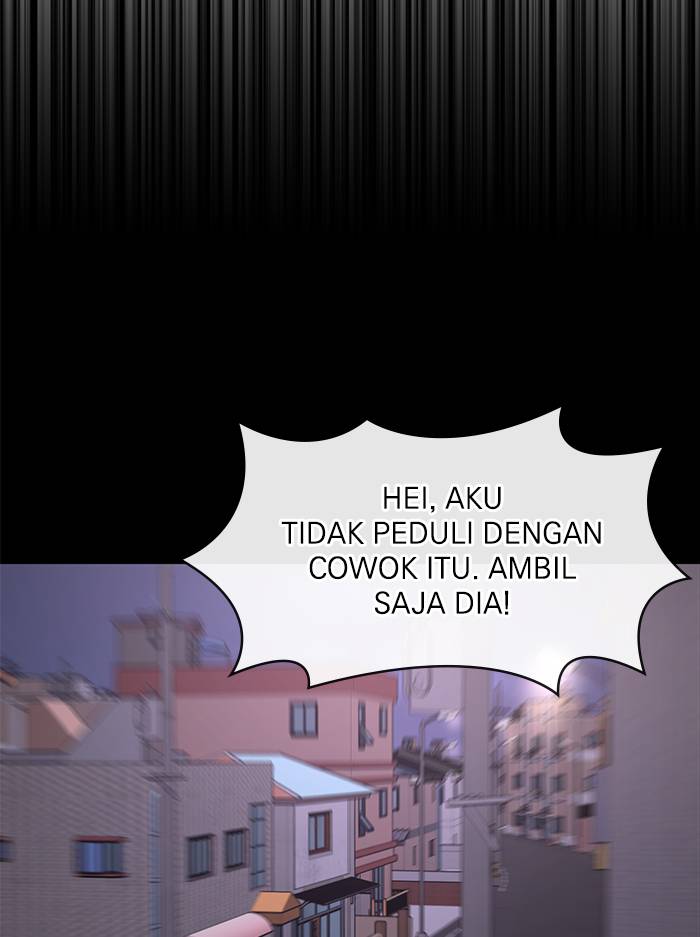 HEI, AKU
TIDAK PEDULI DENGAN
COWOK ITU. AMBIL
SAJA DIA!